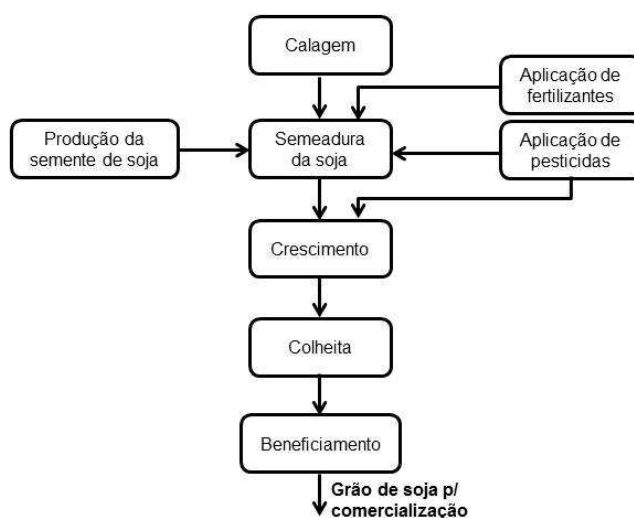 Calagem
Aplicação de
fertilizantes
Produção da
semente de soja
Semeadura
da soja
Aplicação de
pesticidas
Crescimento
Colheita
Beneficiamento
Grão de soja p/
comercialização